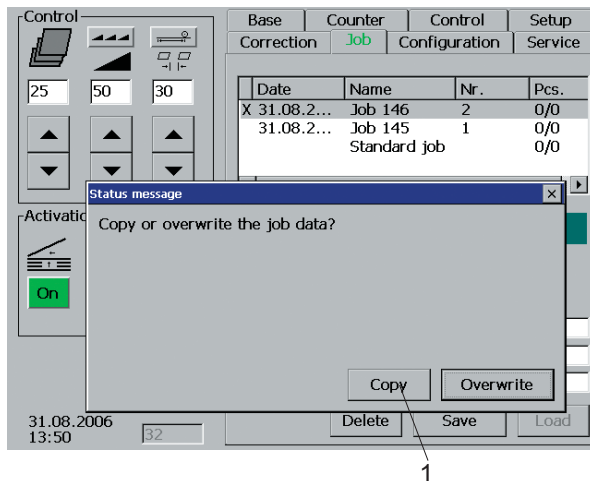 Control
Base Counter Control Setup
Correction Job Configuration Service
25 50 30
Date Name Nr. Pcs.
X 31.08.2... Job 146 2 0/0
31.08.2... Job 145 1 0/0
Standard job 0/0
Status message
Activatio
Copy or overwrite the job data?
On
Copy Overwrite
31.08.2006
13:50
32
Delete Save Load
1